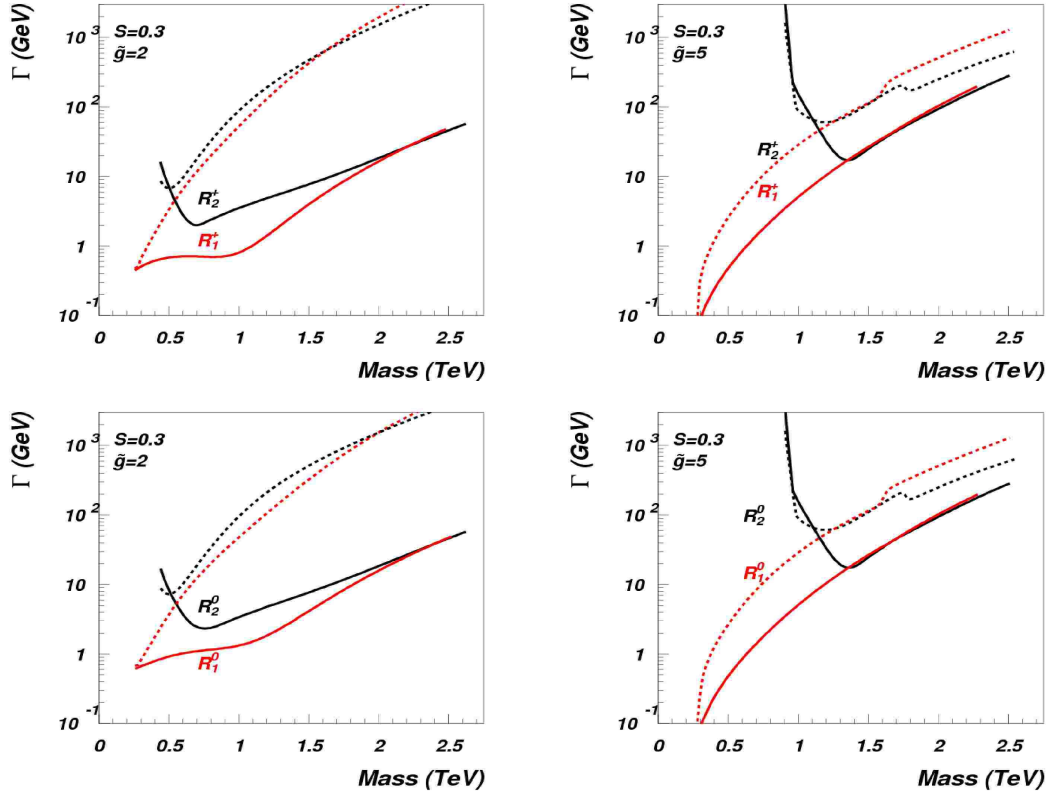 Γ (GeV)
10³
10²
10
1
10⁻¹
S=0.3
g̃=2
R₂⁺
R₁⁺
0 0.5 1 1.5 2 2.5
Mass (TeV)
Γ (GeV)
10³
10²
10
1
10⁻¹
S=0.3
g̃=5
R₂⁺
R₁⁺
0 0.5 1 1.5 2 2.5
Mass (TeV)
Γ (GeV)
10³
10²
10
1
10⁻¹
S=0.3
g̃=2
R₂⁰
R₁⁰
0 0.5 1 1.5 2 2.5
Mass (TeV)
Γ (GeV)
10³
10²
10
1
10⁻¹
S=0.3
g̃=5
R₂⁰
R₁⁰
0 0.5 1 1.5 2 2.5
Mass (TeV)